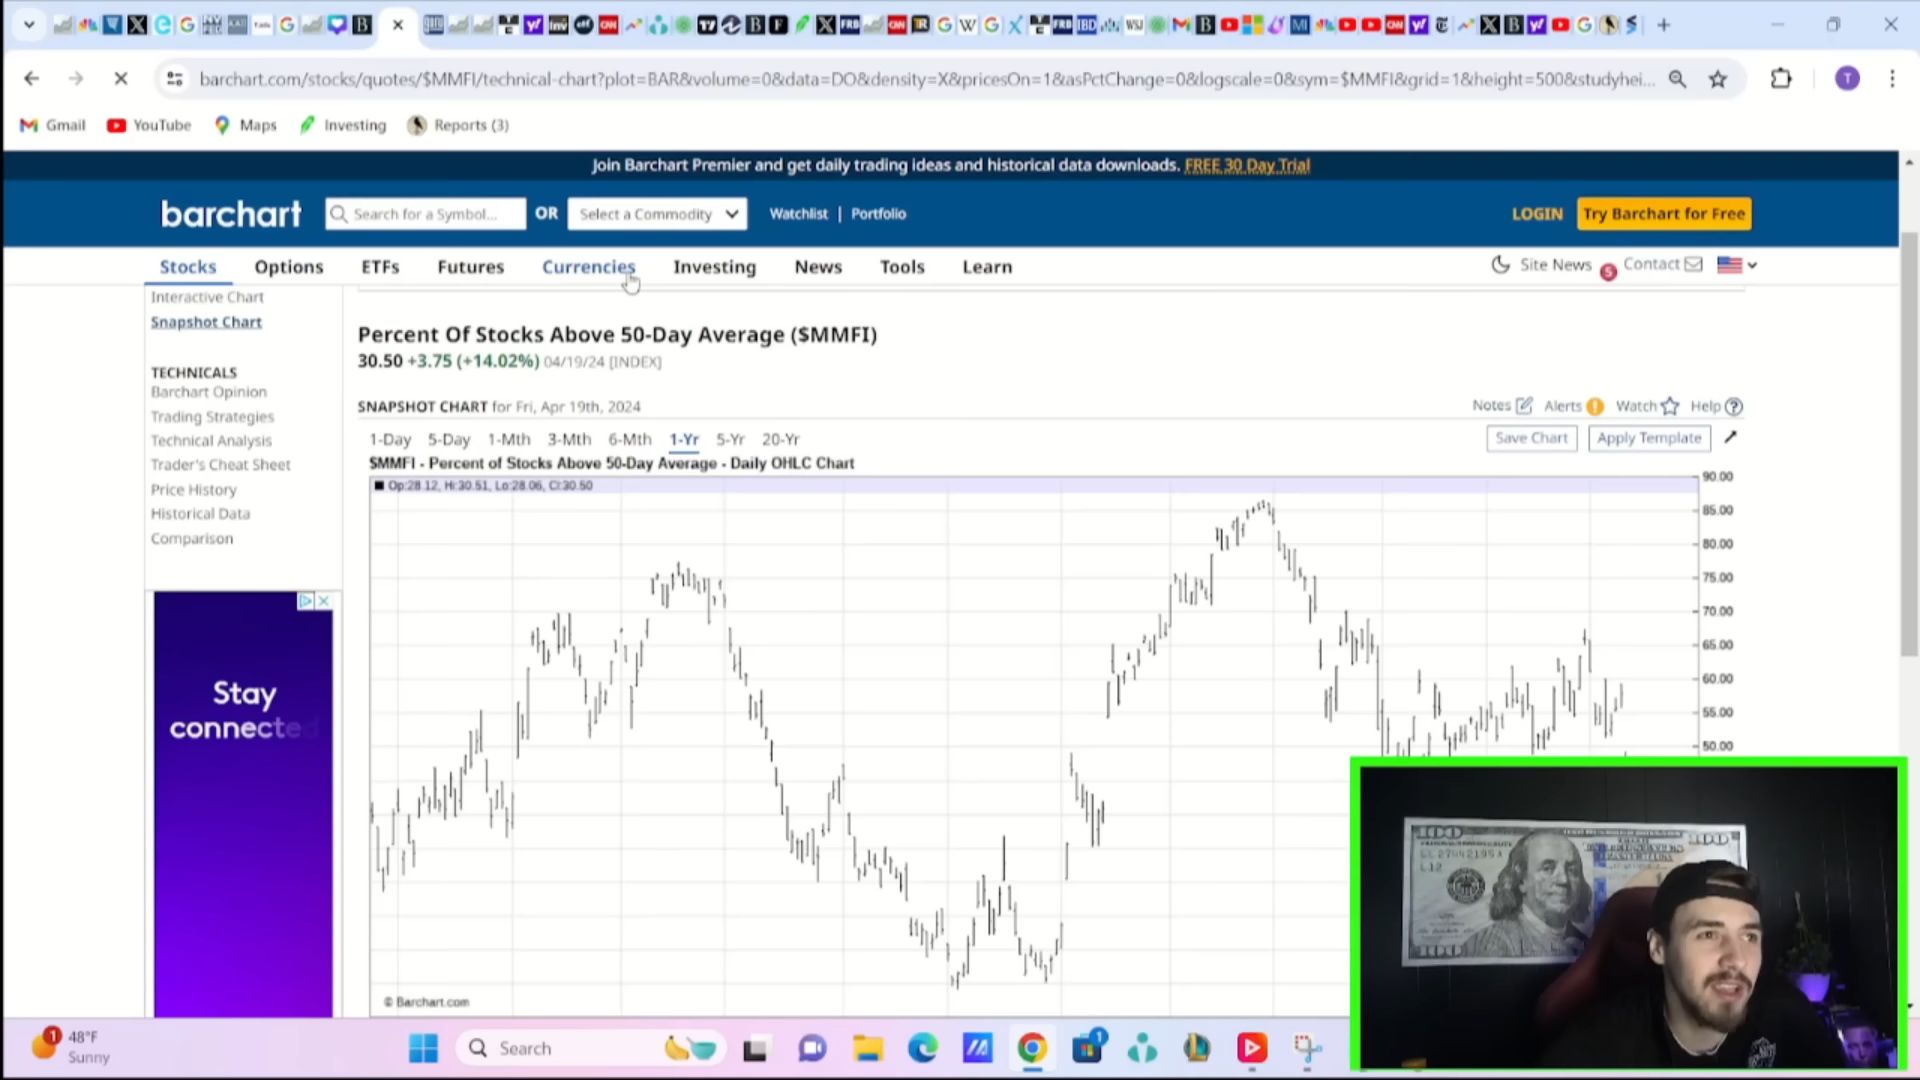 barchart.com/stocks/quotes/$MMFI/technical-chart?plot=BAR&volume=0&data=DO&density=X&pricesOn=1&asPctChange=0&logscale=0&sym=$MMFI&grid=1&height=500&studyhei...
T
Gmail YouTube Maps Investing Reports (3)
Join Barchart Premier and get daily trading ideas and historical data downloads. FREE 30 Day Trial
barchart Search for a Symbol... OR Select a Commodity Watchlist | Portfolio LOGIN Try Barchart for Free
Stocks Options ETFs Futures Currencies Investing News Tools Learn Site News 5 Contact
Interactive Chart
Snapshot Chart
TECHNICALS
Barchart Opinion
Trading Strategies
Technical Analysis
Trader's Cheat Sheet
Price History
Historical Data
Comparison
Stay
connected
Percent Of Stocks Above 50-Day Average ($MMFI)
30.50 +3.75 (+14.02%) 04/19/24 [INDEX]
SNAPSHOT CHART for Fri, Apr 19th, 2024 Notes Alerts Watch Help
1-Day 5-Day 1-Mth 3-Mth 6-Mth 1-Yr 5-Yr 20-Yr Save Chart Apply Template
$MMFI - Percent of Stocks Above 50-Day Average - Daily OHLC Chart
Op:28.12, Hi:30.51, Lo:28.06, Cl:30.50
90.00
85.00
80.00
75.00
70.00
65.00
60.00
55.00
50.00
© Barchart.com
100 100
L12
100
1 48°F
Sunny
Search
1